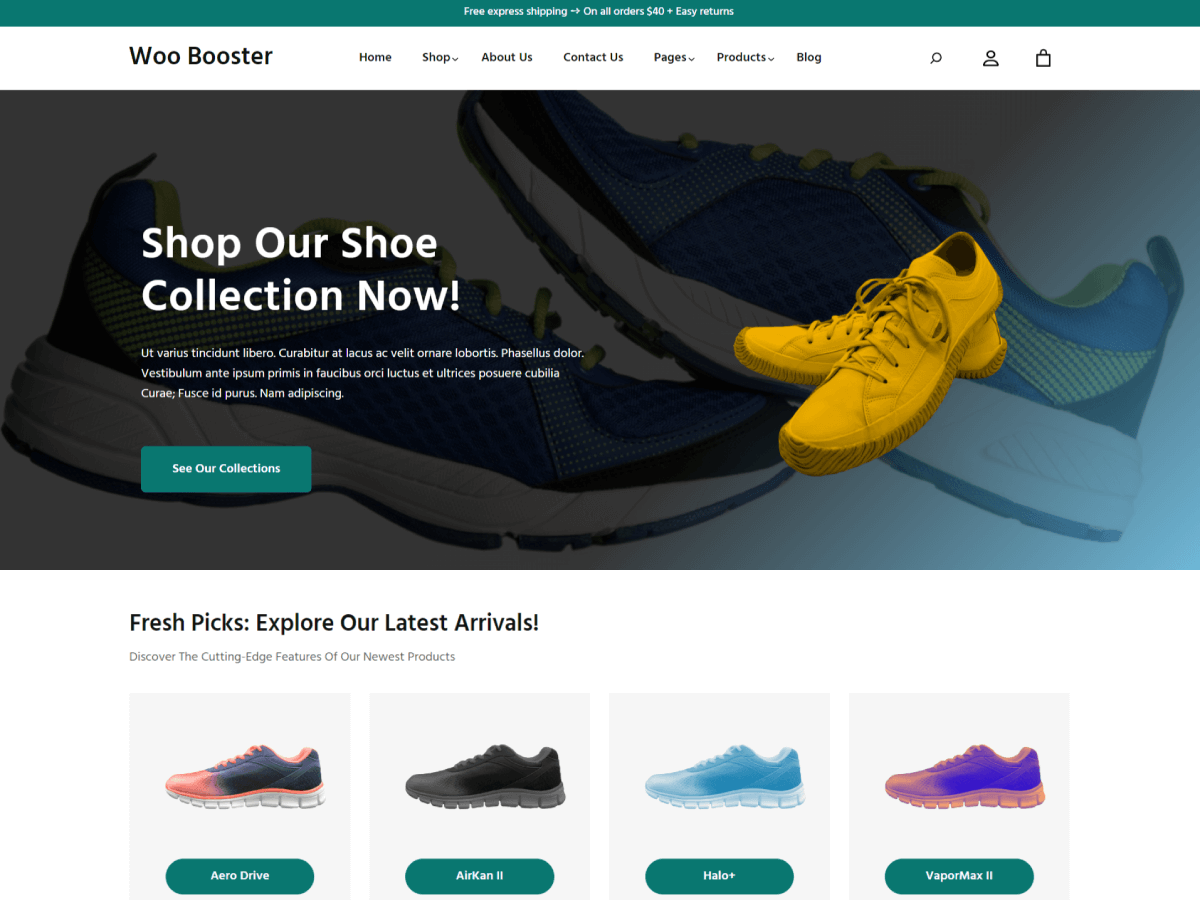 Free express shipping → On all orders $40 + Easy returns
Woo Booster
Home Shop About Us Contact Us Pages Products Blog
Shop Our Shoe
Collection Now!
Ut varius tincidunt libero. Curabitur at lacus ac velit ornare lobortis. Phasellus dolor.
Vestibulum ante ipsum primis in faucibus orci luctus et ultrices posuere cubilia
Curae; Fusce id purus. Nam adipiscing.
See Our Collections
Fresh Picks: Explore Our Latest Arrivals!
Discover The Cutting-Edge Features Of Our Newest Products
Aero Drive
AirKan II
Halo+
VaporMax II